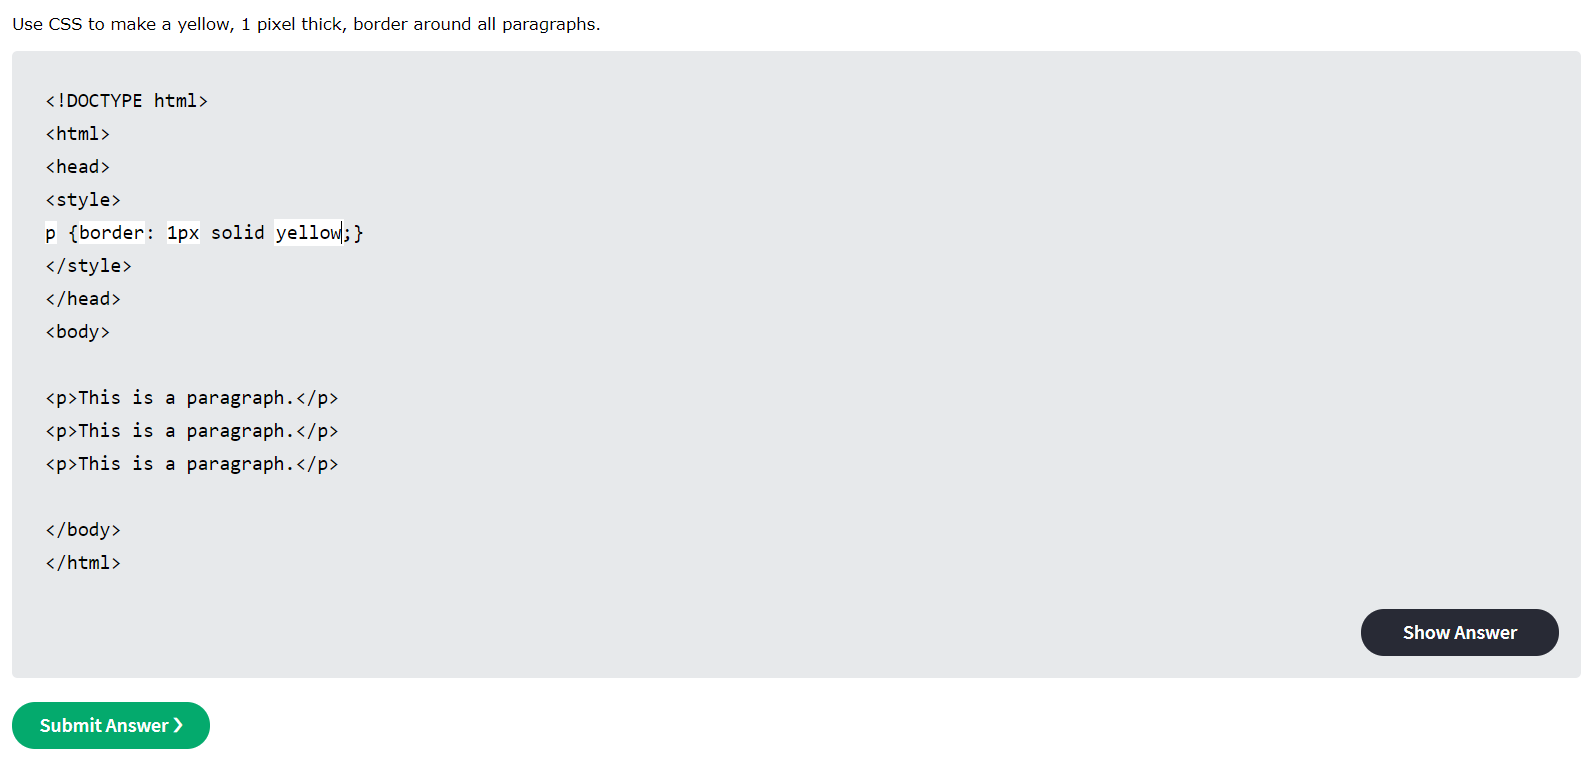 Use CSS to make a yellow, 1 pixel thick, border around all paragraphs.
<!DOCTYPE html>
<html>
<head>
<style>
p {border: 1px solid yellow;}
</style>
</head>
<body>
<p>This is a paragraph.</p>
<p>This is a paragraph.</p>
<p>This is a paragraph.</p>
</body>
</html>
Show Answer
Submit Answer ❯